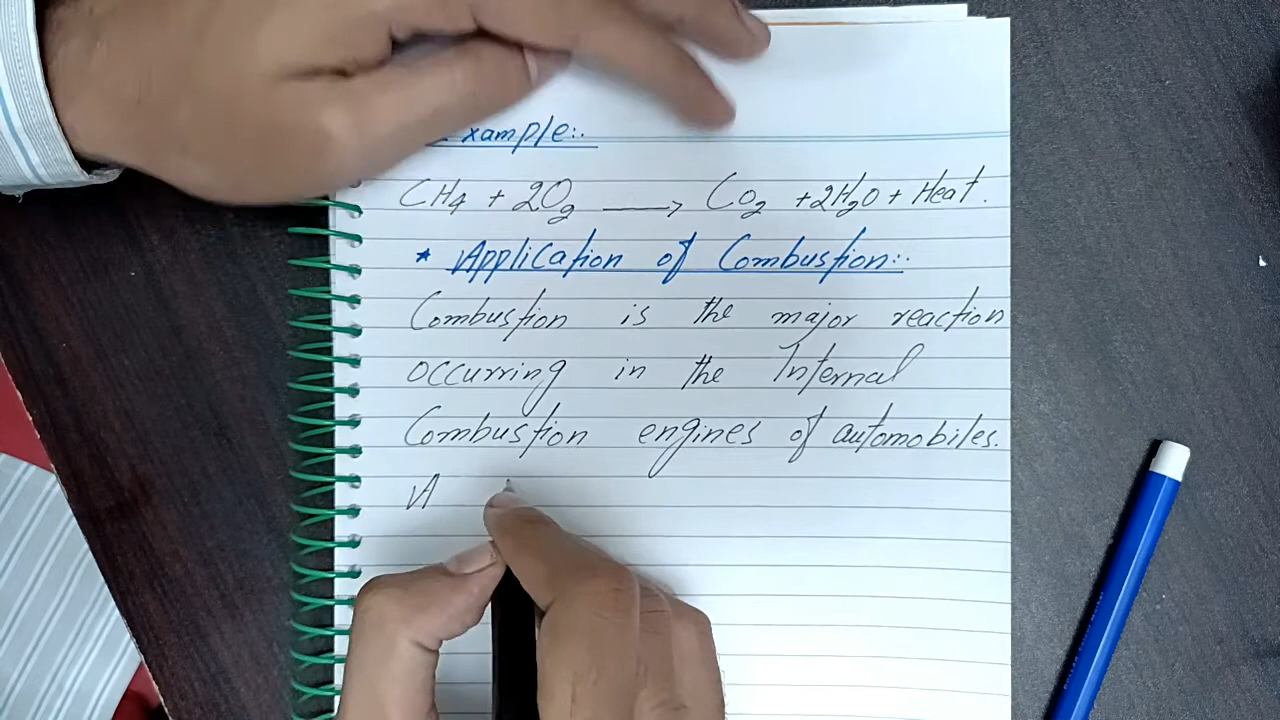 Example:.
CH4 + 2O2 → CO2 + 2H2O + Heat.
* Application of Combustion:.
Combustion is the major reaction
occurring in the Internal
Combustion engines of automobiles.
A